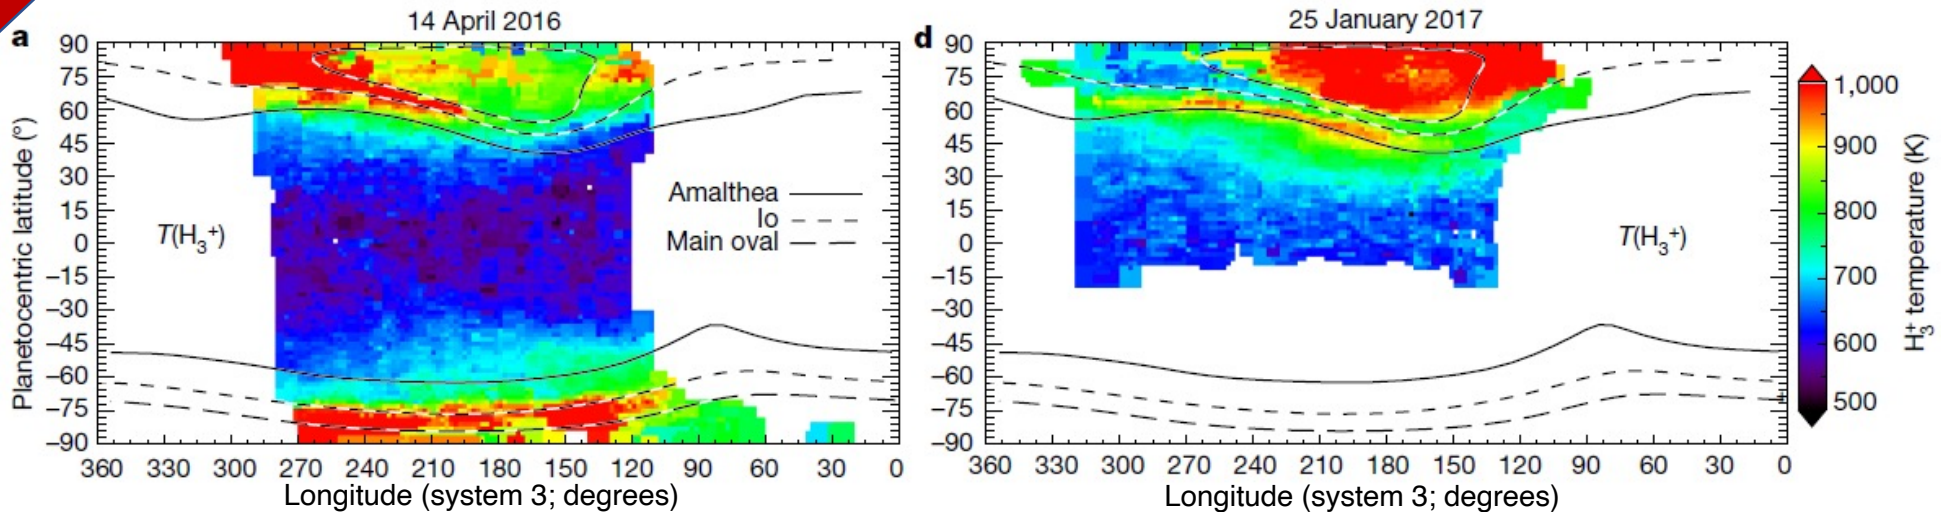 14 April 2016
25 January 2017
a
d
Planetocentric latitude (°)
90
75
60
45
30
15
0
−15
−30
−45
−60
−75
−90
T(H₃⁺)
Amalthea
Io
Main oval
360 330 300 270 240 210 180 150 120 90 60 30 0
Longitude (system 3; degrees)
90
75
60
45
30
15
0
−15
−30
−45
−60
−75
−90
T(H₃⁺)
360 330 300 270 240 210 180 150 120 90 60 30 0
Longitude (system 3; degrees)
1,000
900
800
700
600
500
H₃⁺ temperature (K)